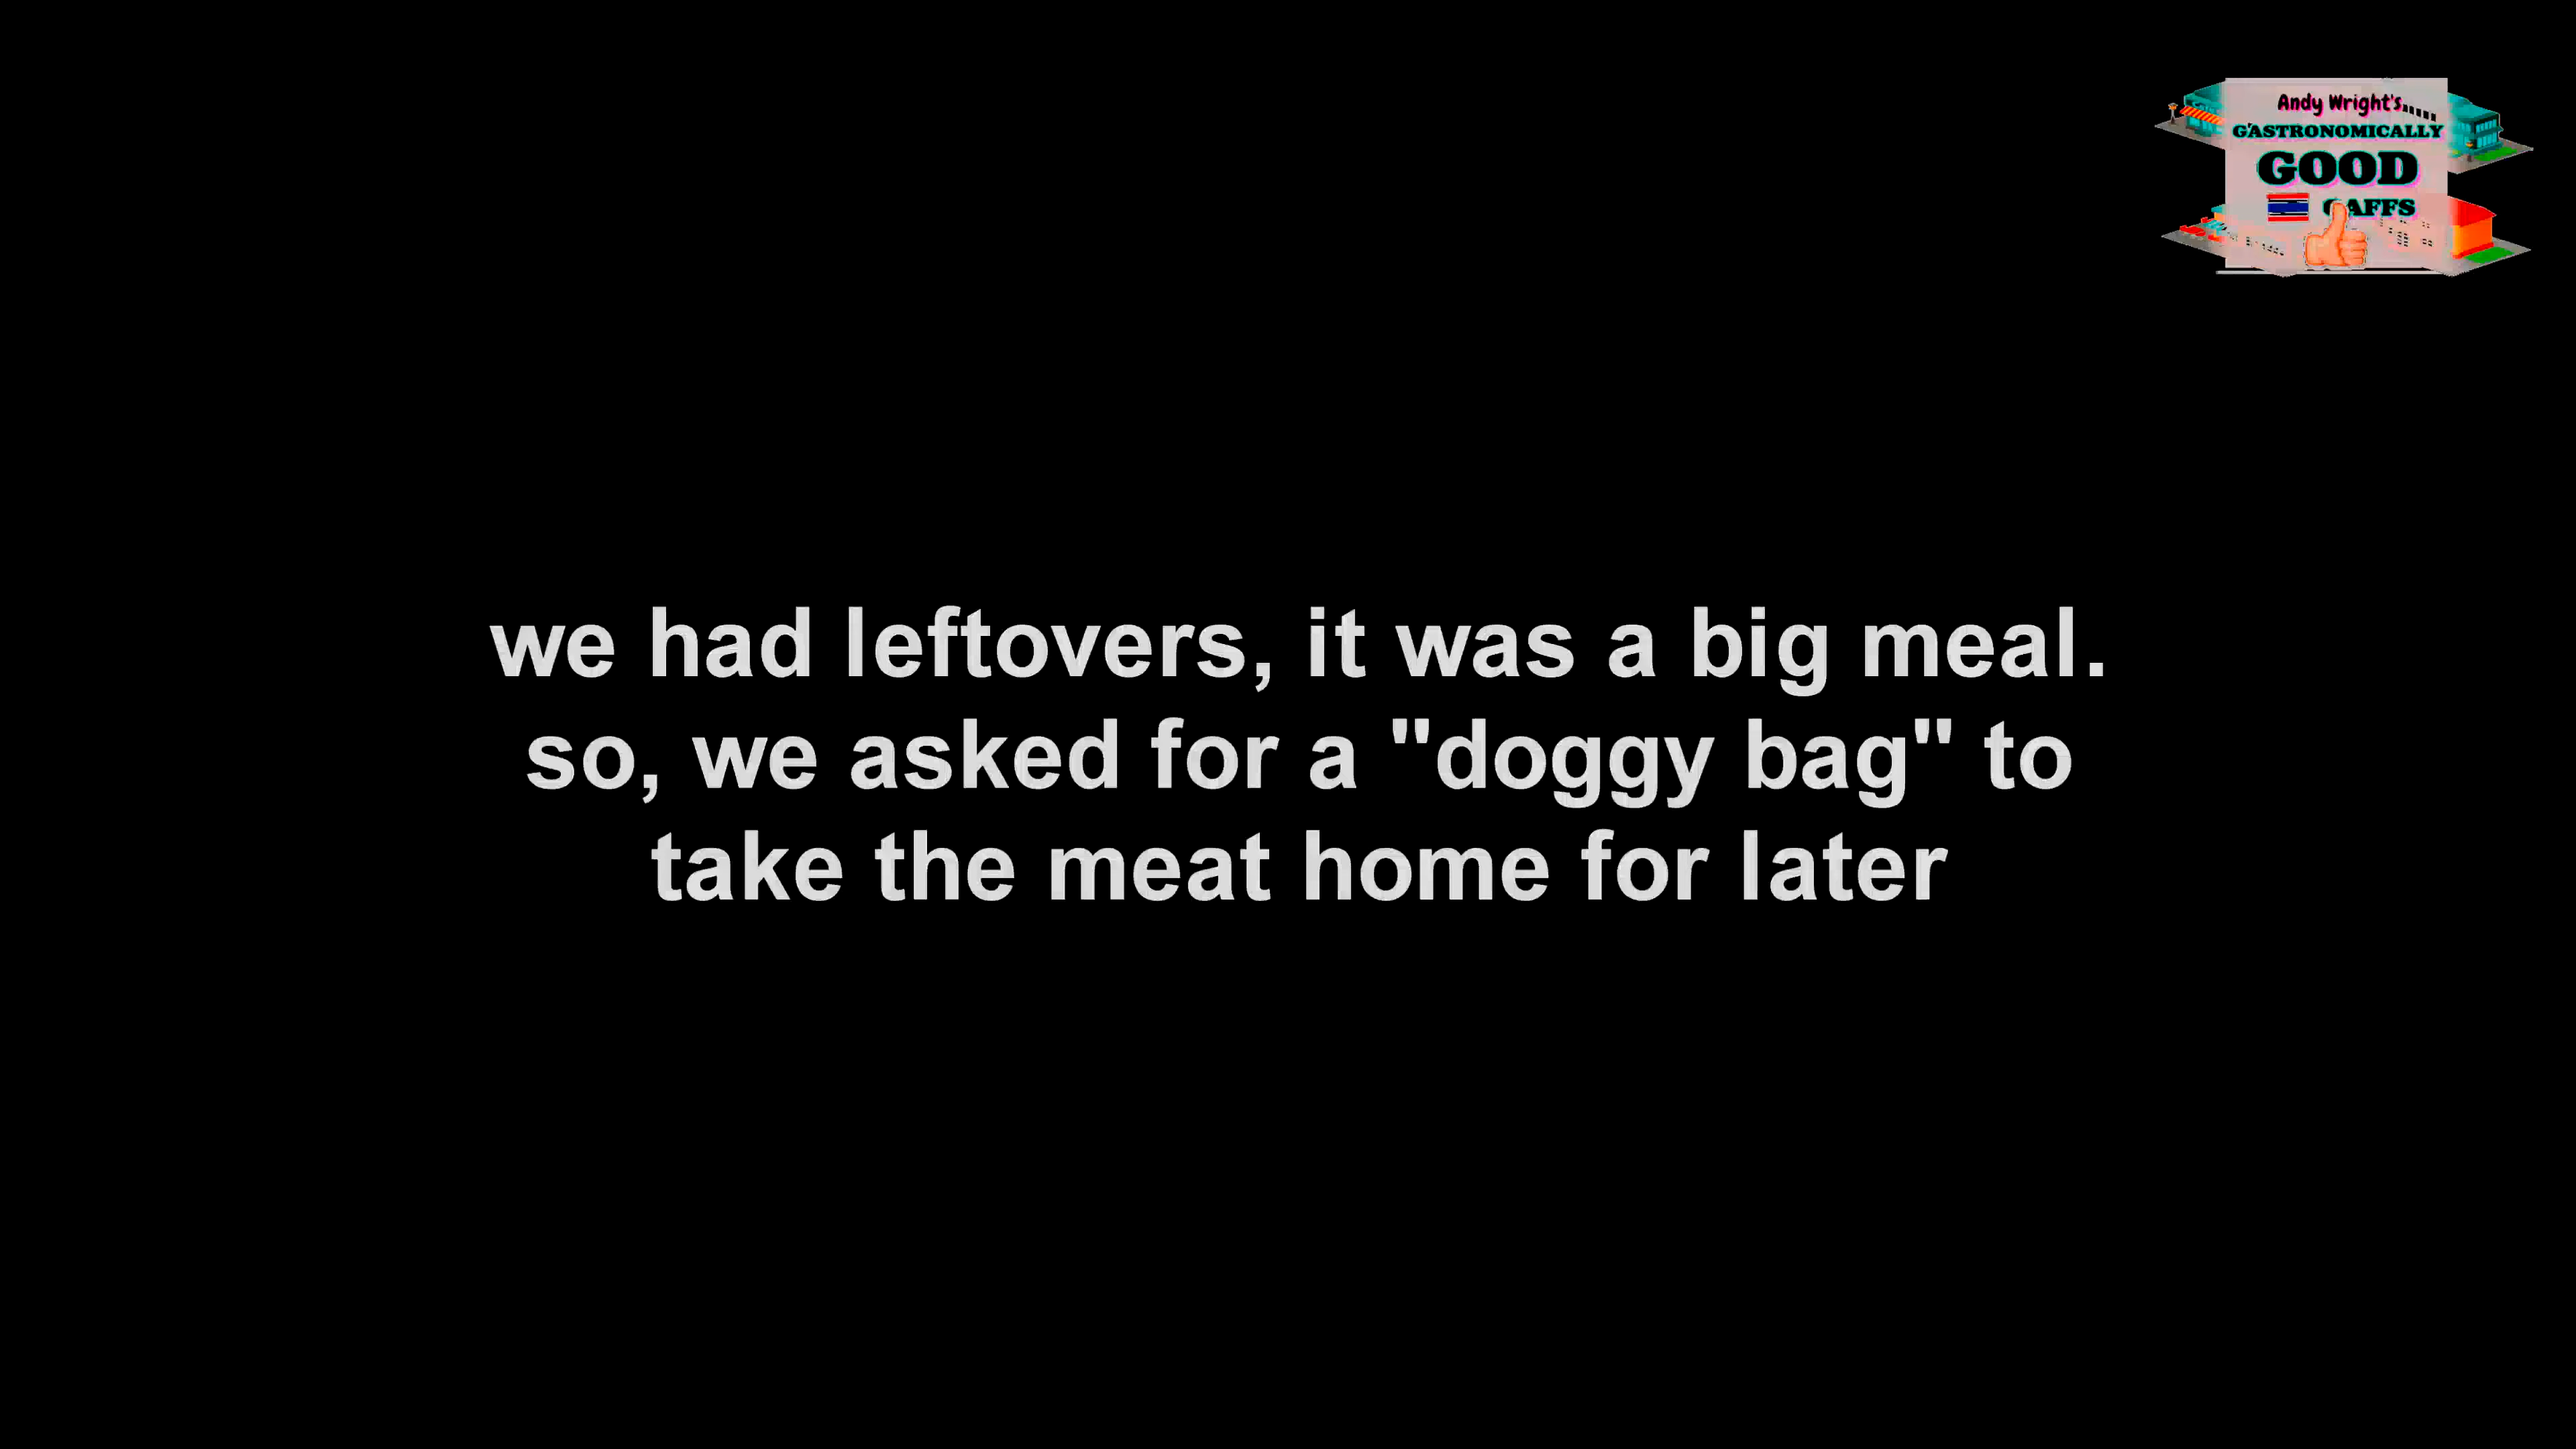 Andy Wright's.....
GASTRONOMICALLY
GOOD
GAFFS
we had leftovers, it was a big meal.
so, we asked for a "doggy bag" to
take the meat home for later